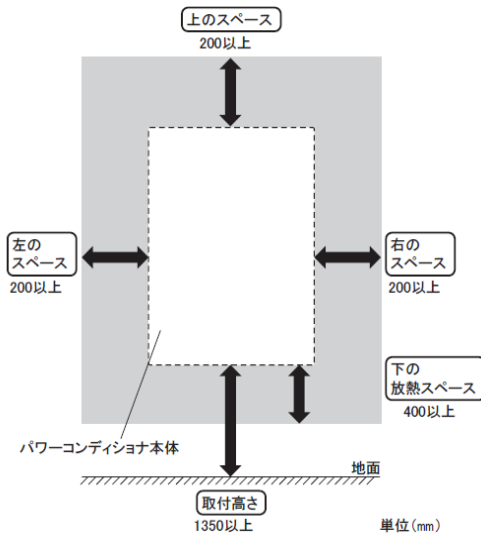 上のスペース
200以上
左の
スペース
200以上
右の
スペース
200以上
下の
放熱スペース
400以上
パワーコンディショナ本体
地面
取付高さ
1350以上
単位(mm)